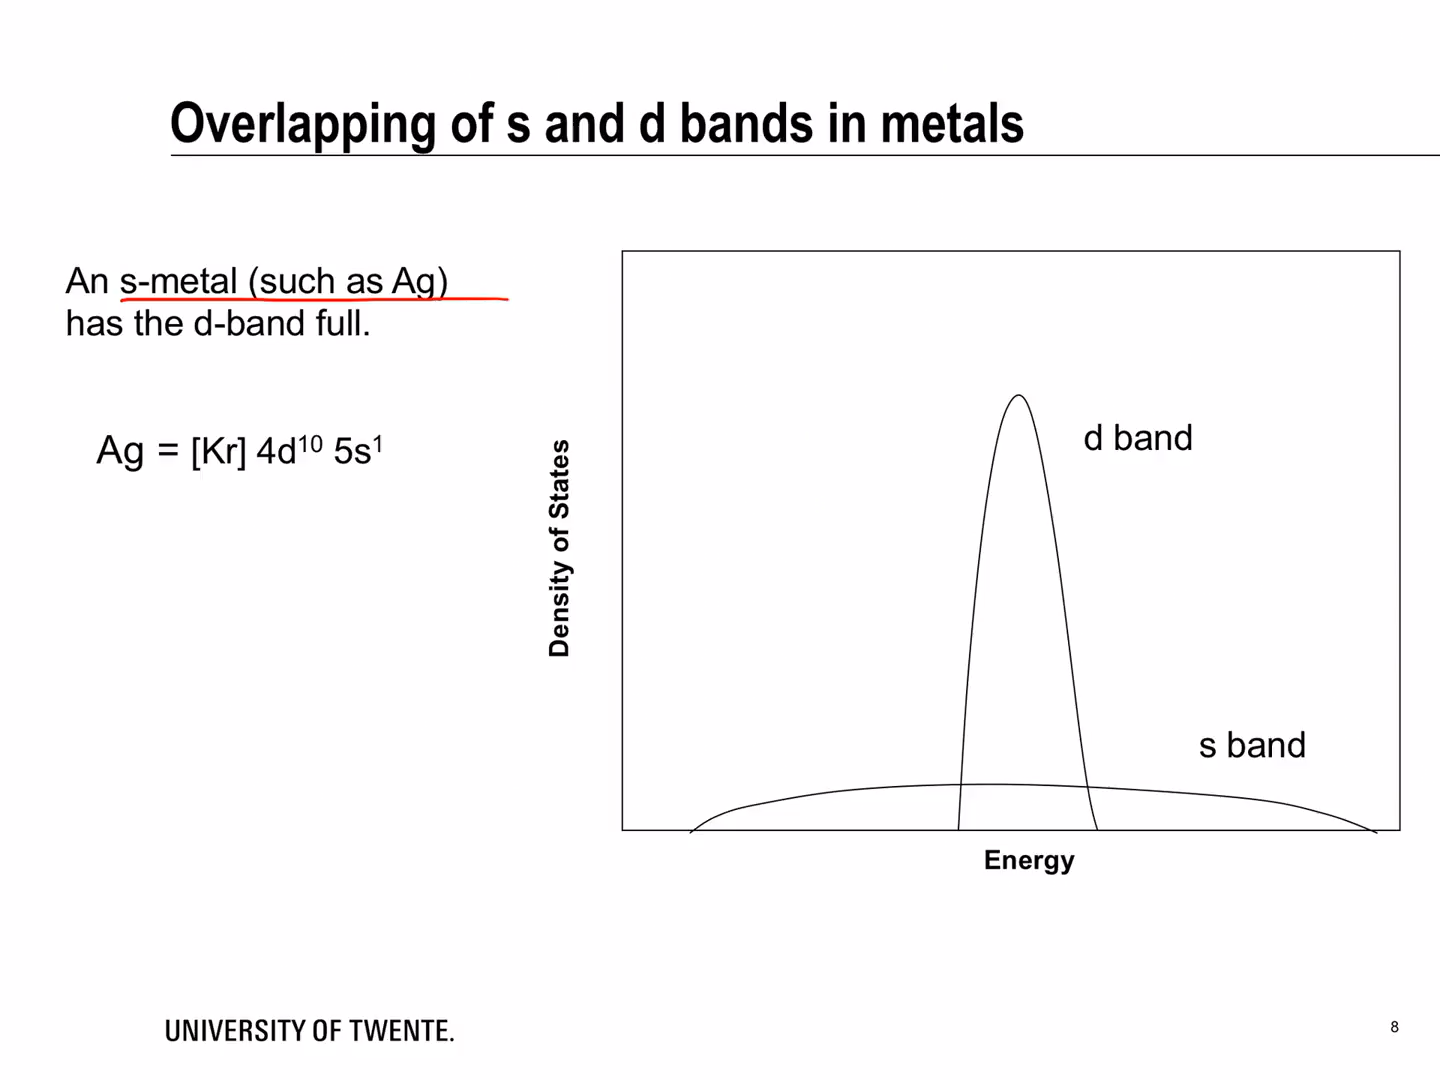 Overlapping of s and d bands in metals
An s-metal (such as Ag)
has the d-band full.
Ag = [Kr] 4d¹⁰ 5s¹
Density of States
d band
s band
Energy
UNIVERSITY OF TWENTE.
8